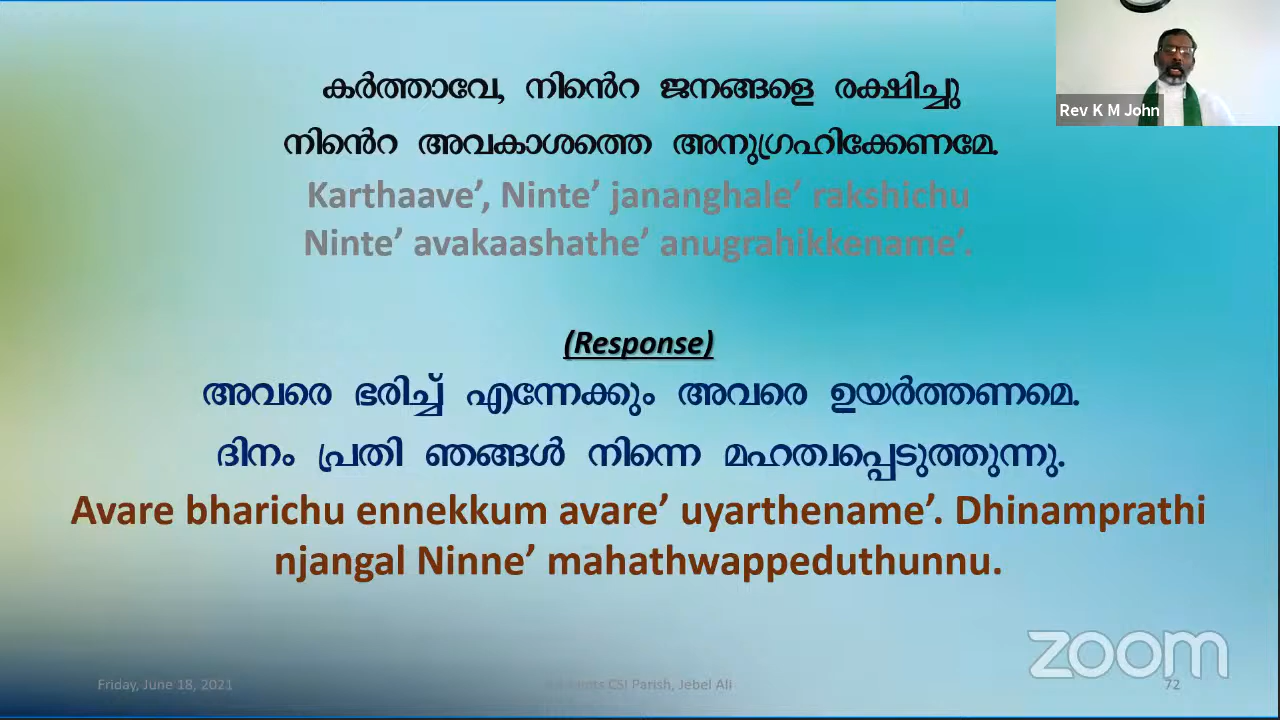 Rev K M John
കർത്താവേ, നിൻെറ ജനങ്ങളെ രക്ഷിച്ചു
നിൻെറ അവകാശത്തെ അനുഗ്രഹിക്കേണമേ.
Karthaave’, Ninte’ jananghale’ rakshichu
Ninte’ avakaashathe’ anugrahikkename’.
(Response)
അവരെ ഭരിച്ച് എന്നേക്കും അവരെ ഉയർത്തണമെ.
ദിനം പ്രതി ഞങ്ങൾ നിന്നെ മഹത്വപ്പെടുത്തുന്നു.
Avare bharichu ennekkum avare’ uyarthename’. Dhinamprathi
njangal Ninne’ mahathwappeduthunnu.
zoom
Friday, June 18, 2021 CSI Parish, Jebel Ali 72